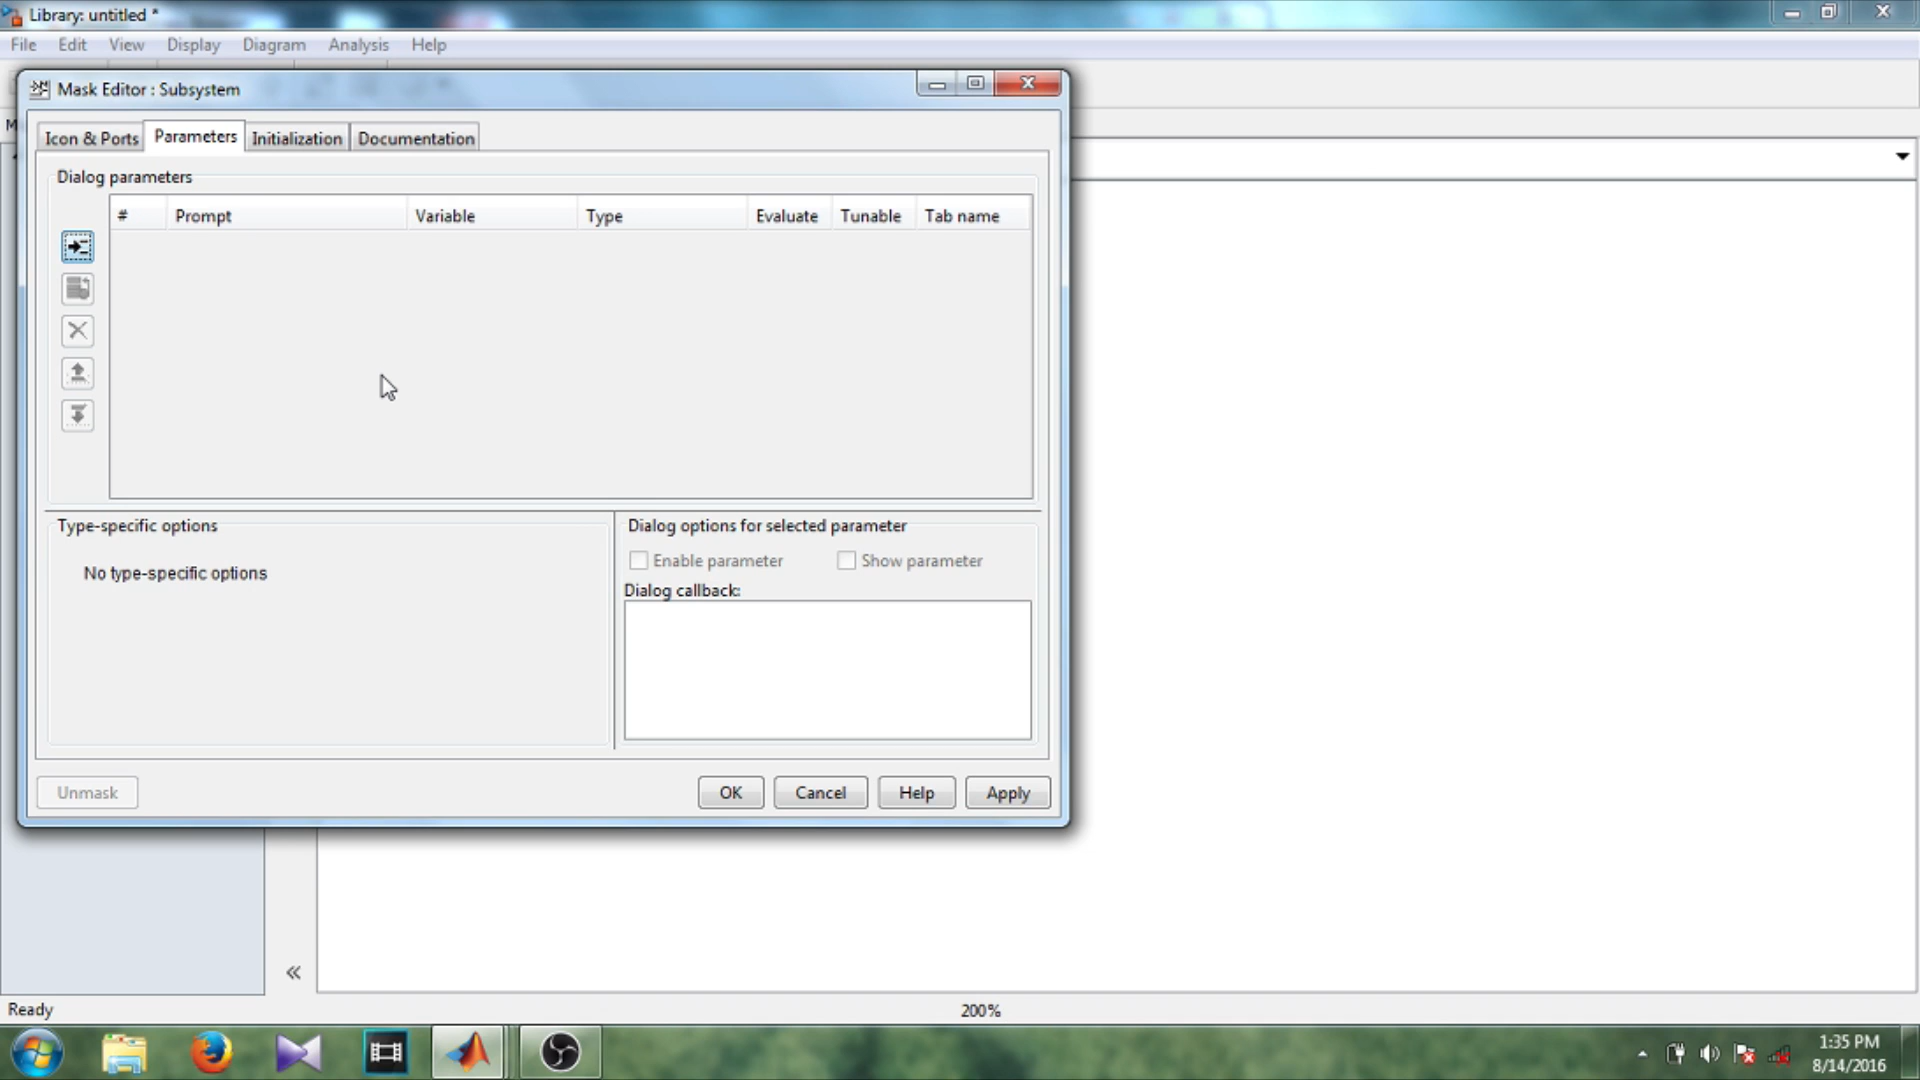 Library: untitled *
File Edit View Display Diagram Analysis Help
Mask Editor : Subsystem
M
Icon & Ports Parameters Initialization Documentation
Dialog parameters
# Prompt Variable Type Evaluate Tunable Tab name
Type-specific options
No type-specific options
Dialog options for selected parameter
Enable parameter Show parameter
Dialog callback:
Unmask OK Cancel Help Apply
Ready 200%
1:35 PM
8/14/2016